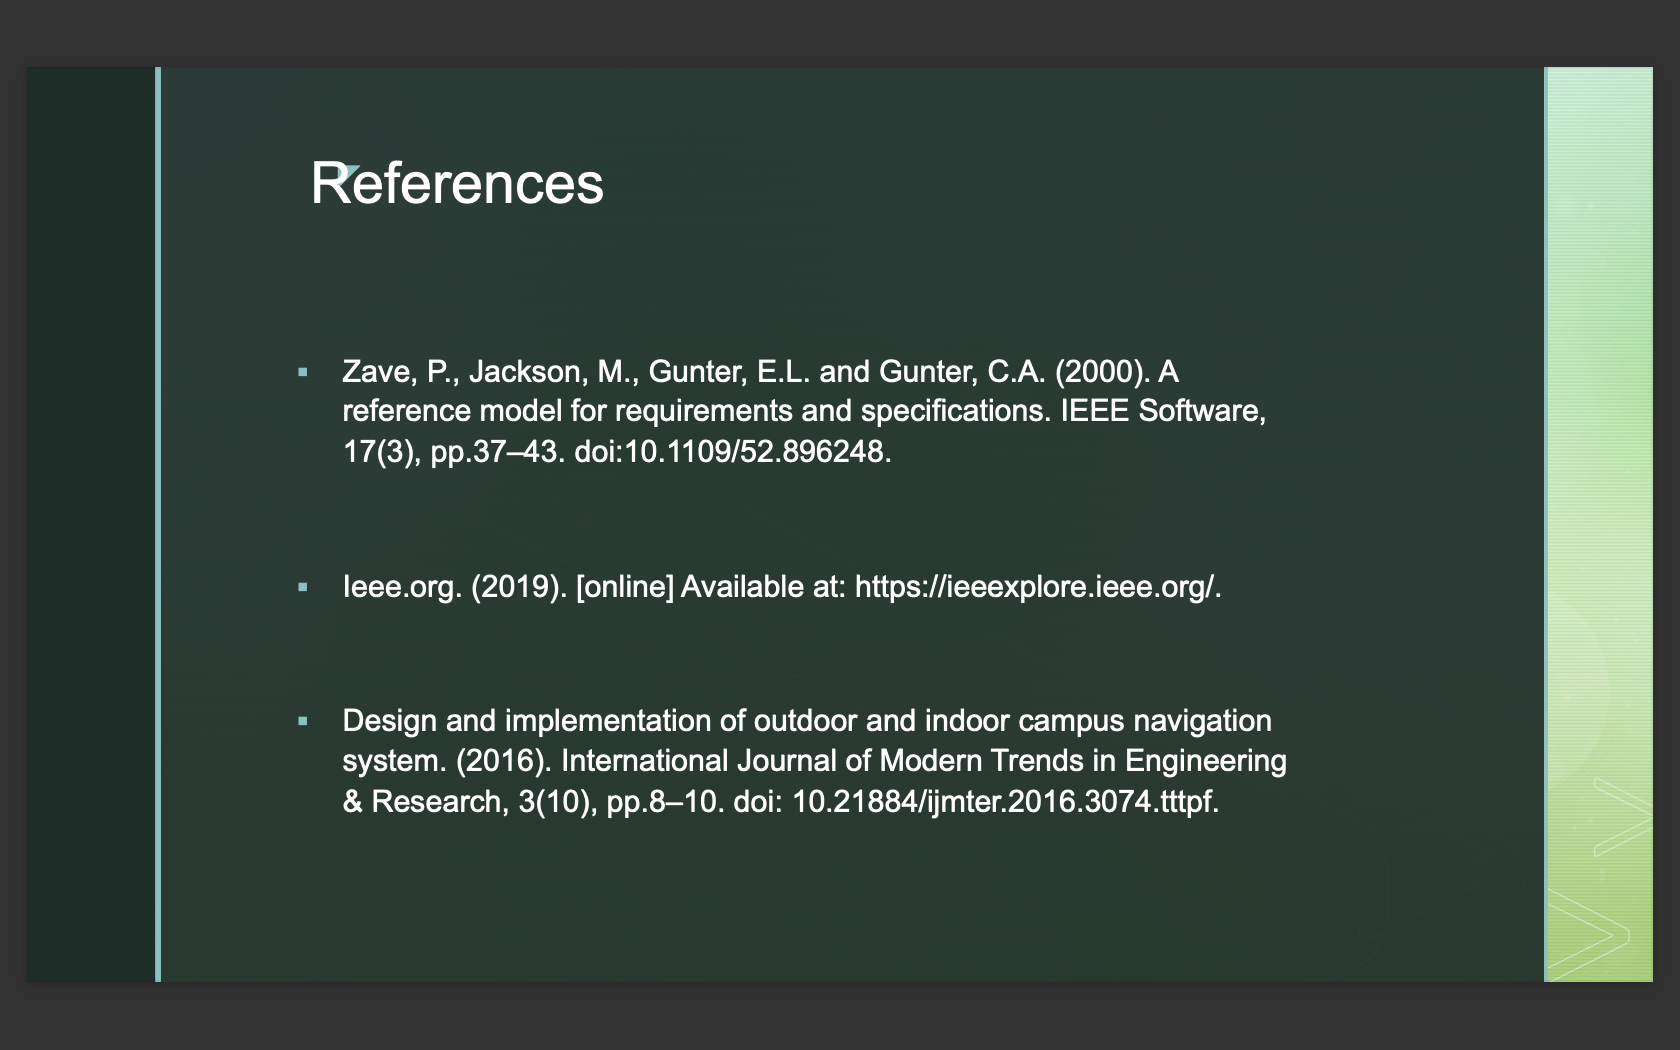 References
Zave, P., Jackson, M., Gunter, E.L. and Gunter, C.A. (2000). A
reference model for requirements and specifications. IEEE Software,
17(3), pp.37–43. doi:10.1109/52.896248.
Ieee.org. (2019). [online] Available at: https://ieeexplore.ieee.org/.
Design and implementation of outdoor and indoor campus navigation
system. (2016). International Journal of Modern Trends in Engineering
& Research, 3(10), pp.8–10. doi: 10.21884/ijmter.2016.3074.tttpf.